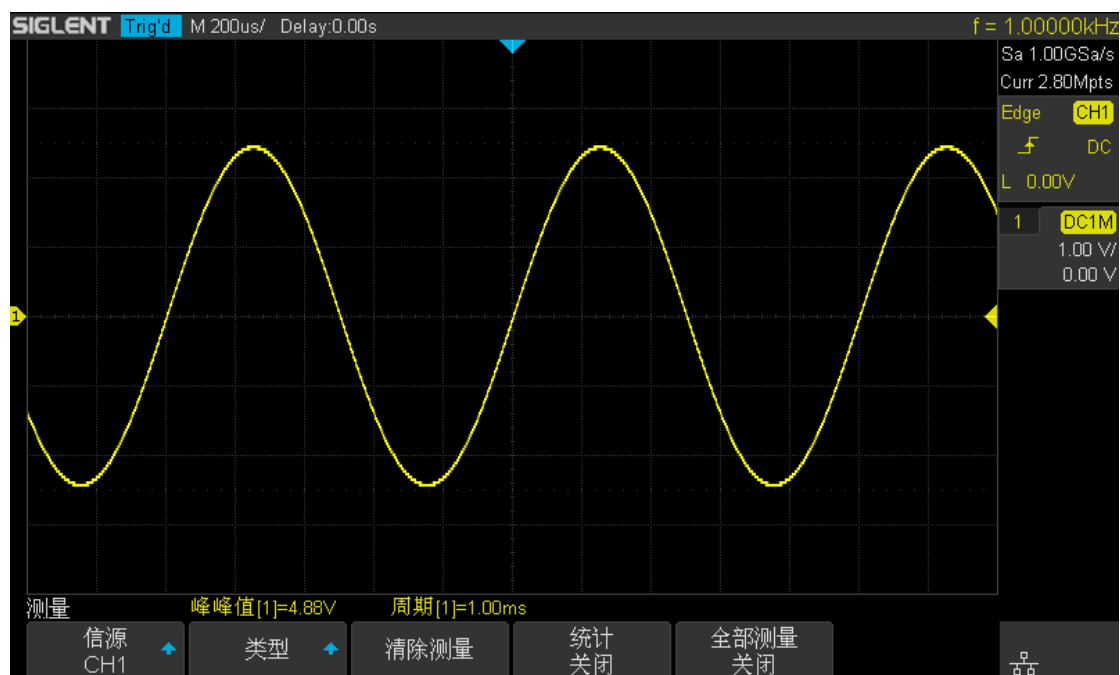 SIGLENT Trig'd M 200us/ Delay:0.00s f = 1.00000kHz
Sa 1.00GSa/s
Curr 2.80Mpts
Edge CH1
DC
L 0.00V
1 DC1M
1.00 V/
0.00 V
1
测量 峰峰值[1]=4.88V 周期[1]=1.00ms
信源
CH1
类型
清除测量
统计
关闭
全部测量
关闭